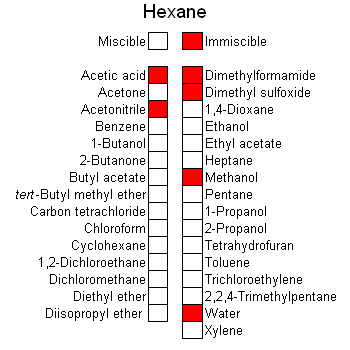 Hexane
Miscible
Immiscible
Acetic acid
Acetone
Acetonitrile
Benzene
1-Butanol
2-Butanone
Butyl acetate
tert-Butyl methyl ether
Carbon tetrachloride
Chloroform
Cyclohexane
1,2-Dichloroethane
Dichloromethane
Diethyl ether
Diisopropyl ether
Dimethylformamide
Dimethyl sulfoxide
1,4-Dioxane
Ethanol
Ethyl acetate
Heptane
Methanol
Pentane
1-Propanol
2-Propanol
Tetrahydrofuran
Toluene
Trichloroethylene
2,2,4-Trimethylpentane
Water
Xylene